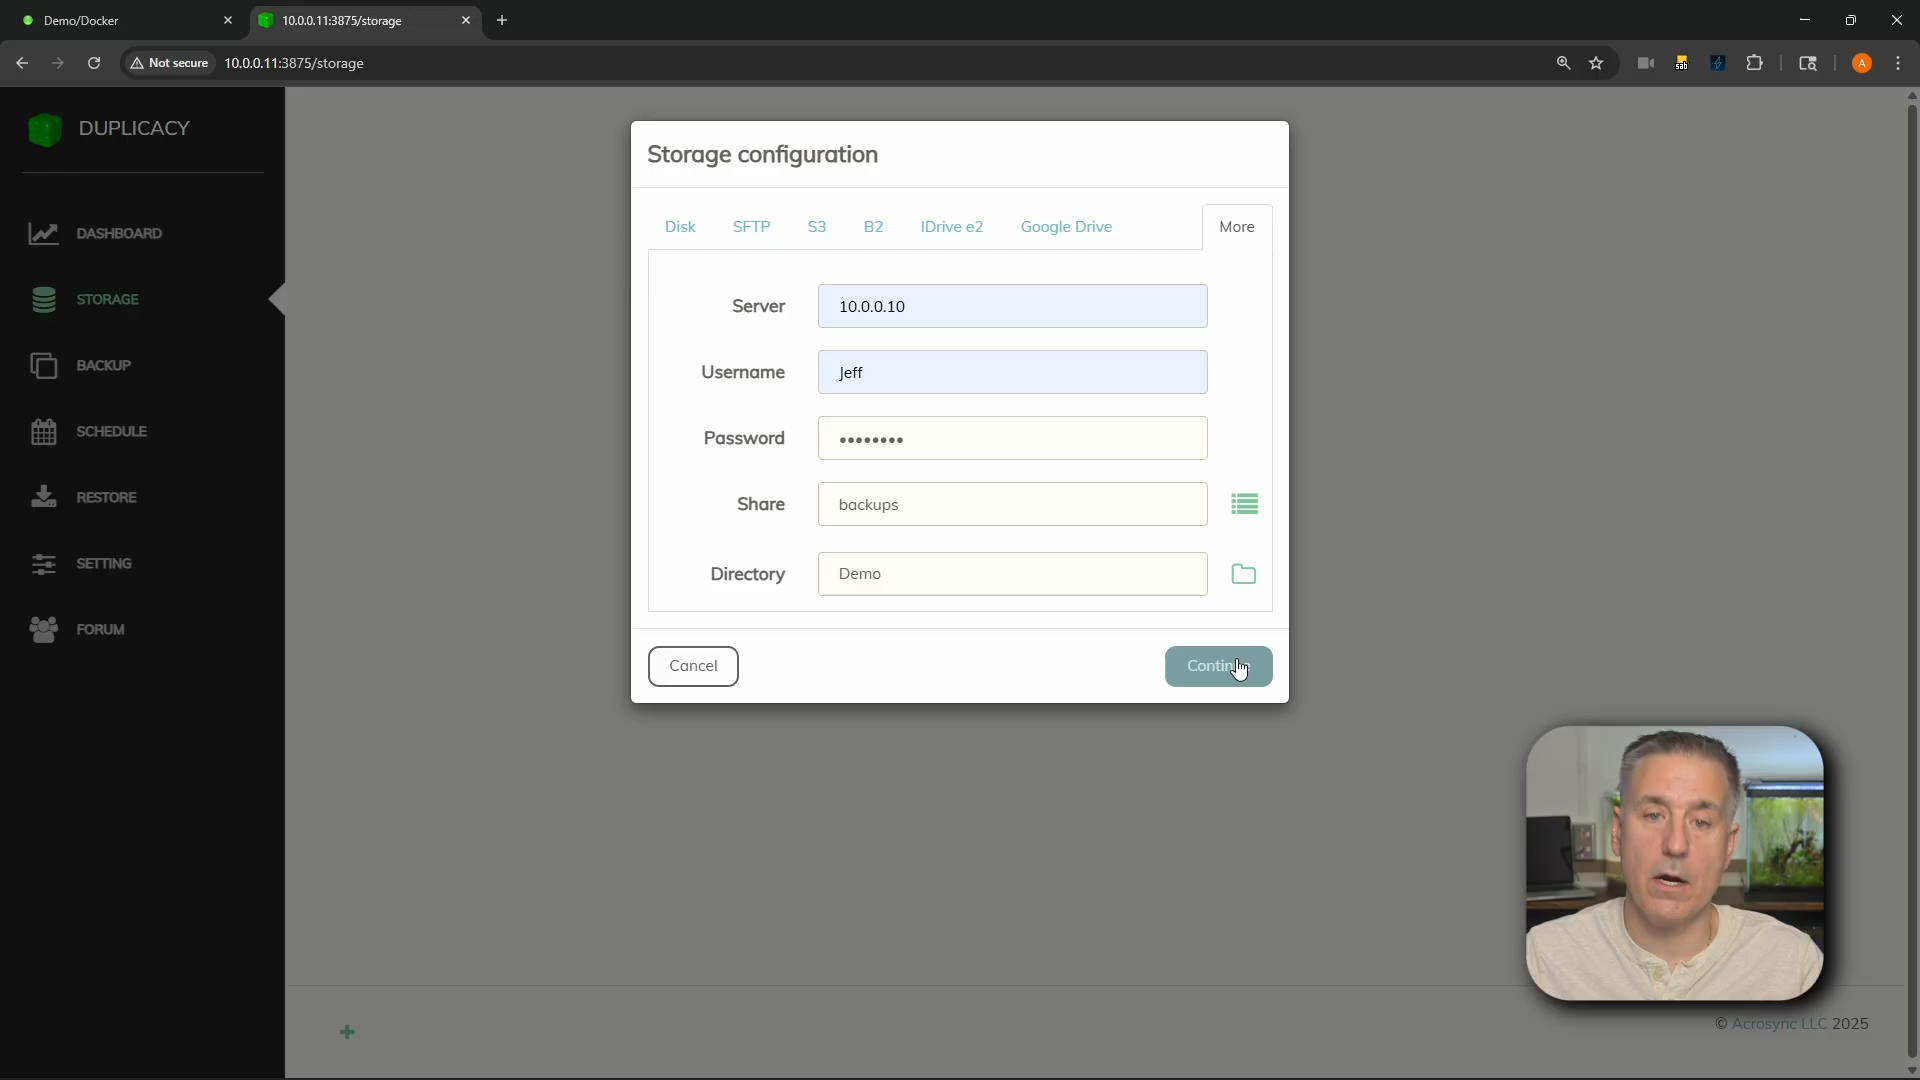 Demo/Docker
10.0.0.11:3875/storage
Not secure
10.0.0.11:3875/storage
sab
A
DUPLICACY
DASHBOARD
STORAGE
BACKUP
SCHEDULE
RESTORE
SETTING
FORUM
Storage configuration
Disk
SFTP
S3
B2
IDrive e2
Google Drive
More
Server
10.0.0.10
Username
Jeff
Password
••••••••
Share
backups
Directory
Demo
Cancel
Continue
© Acrosync LLC 2025